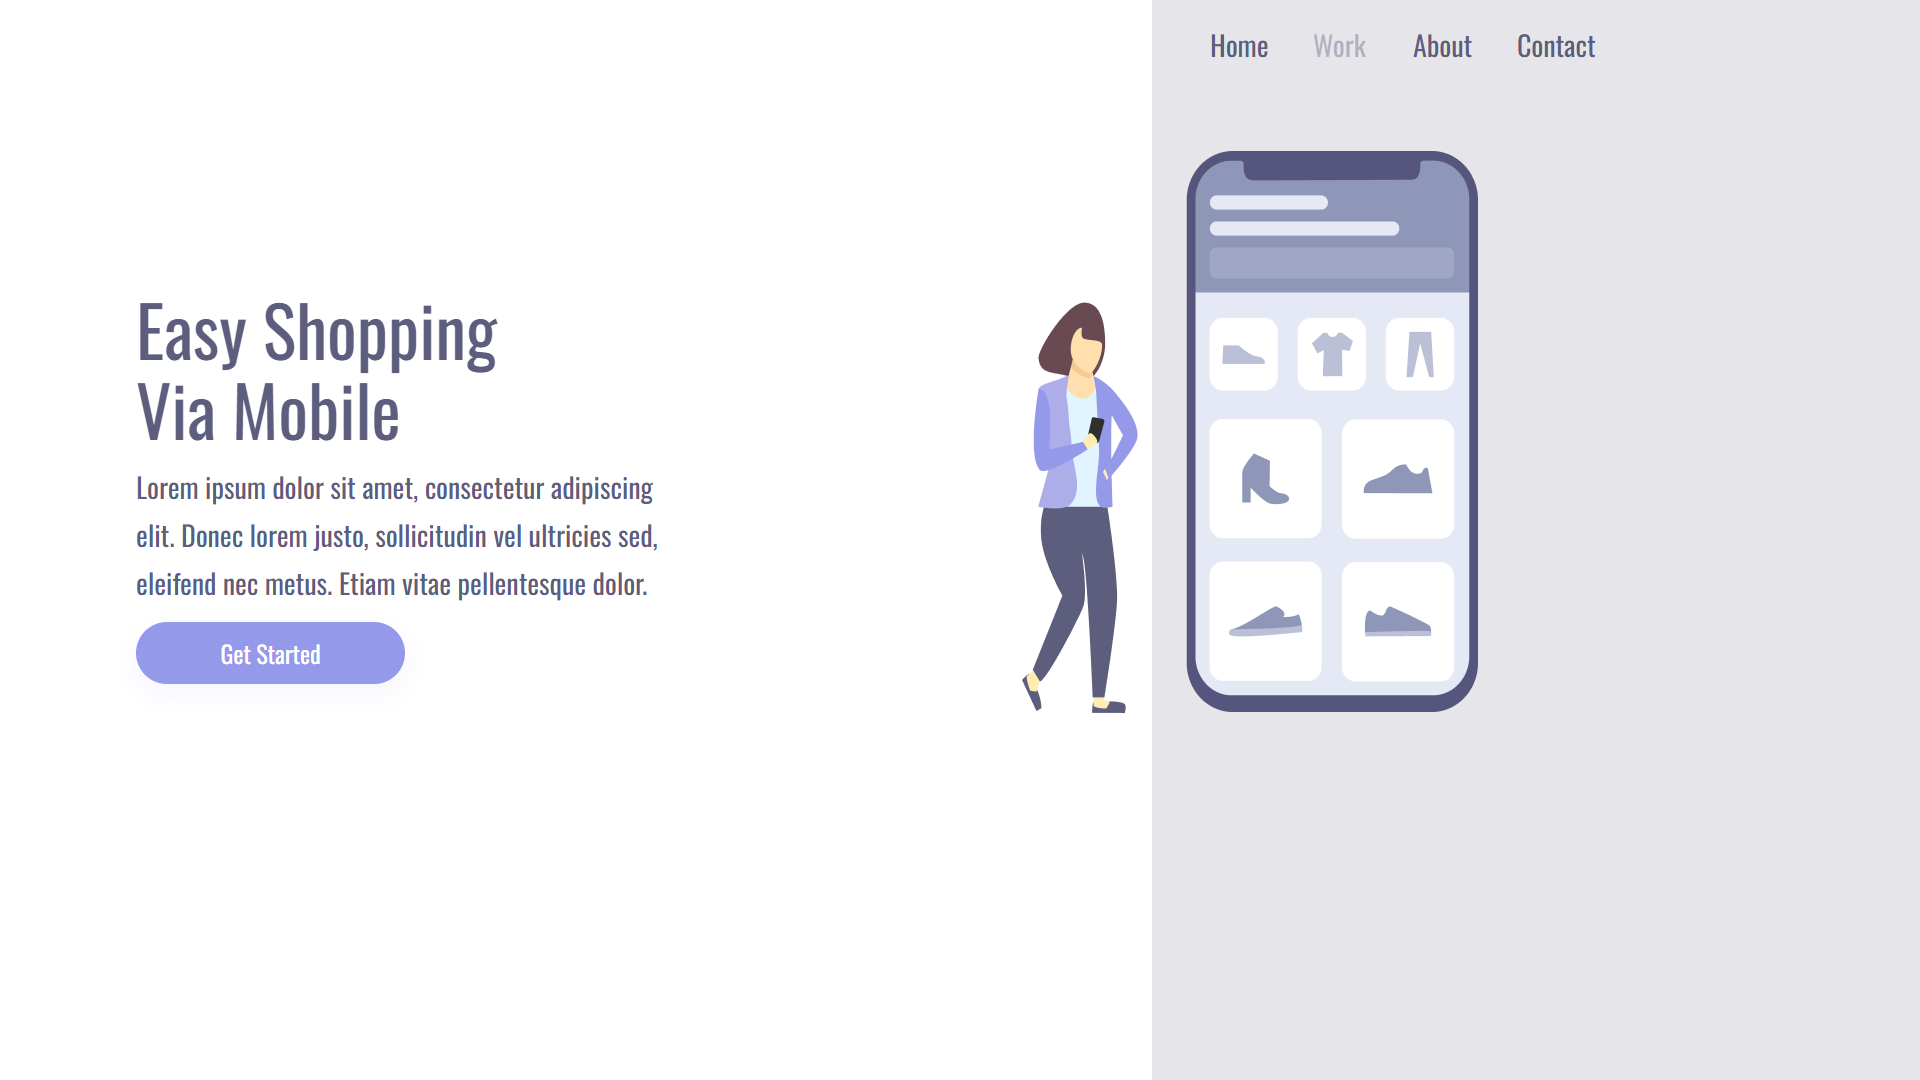 Home Work About Contact
Easy Shopping
Via Mobile
Lorem ipsum dolor sit amet, consectetur adipiscing
elit. Donec lorem justo, sollicitudin vel ultricies sed,
eleifend nec metus. Etiam vitae pellentesque dolor.
Get Started